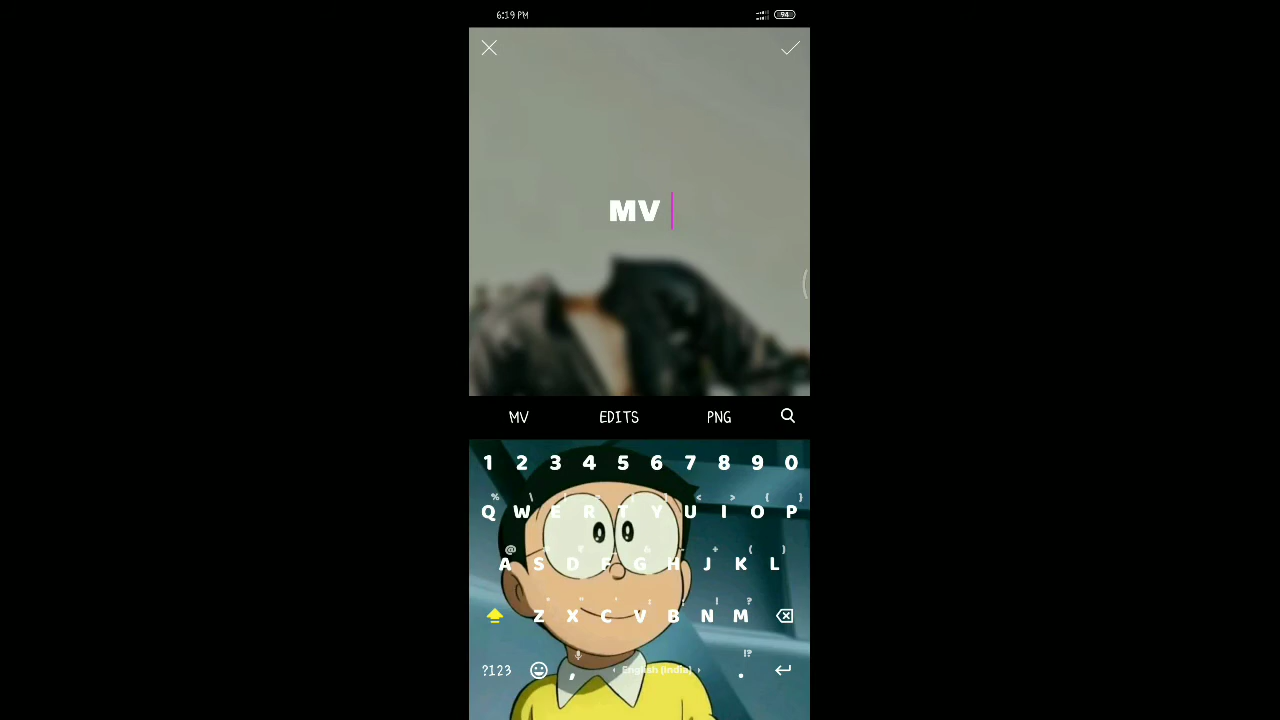 6:19 PM 94
MV
MV EDITS PNG
1 2 3 4 5 6 7 8 9 0
% \ < > { }
Q W E R T Y U I O P
@ + ( )
A S D F G H J K L
! ?
Z X C V B N M
!?
?123 , English (India) .